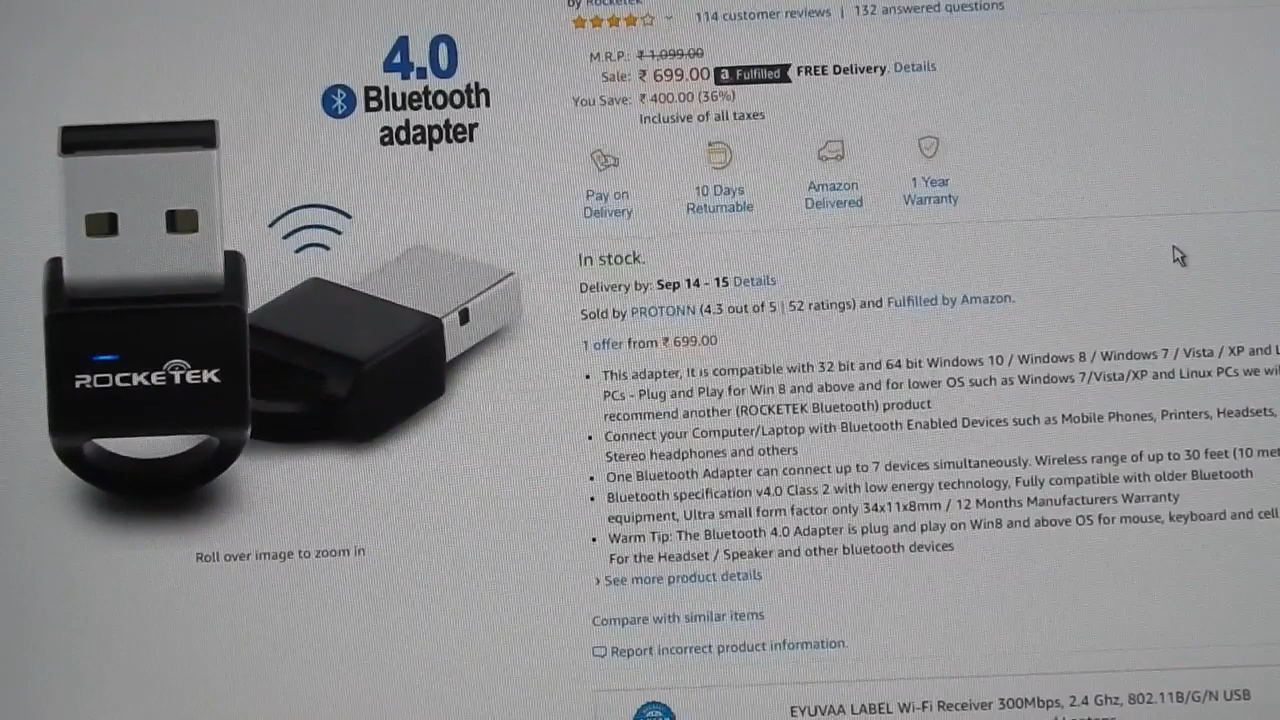 by Rocketek
114 customer reviews | 132 answered questions
4.0
Bluetooth
adapter
M.R.P.: ₹ 1,099.00
Sale: ₹ 699.00 a Fulfilled FREE Delivery. Details
You Save: ₹ 400.00 (36%)
Inclusive of all taxes
Pay on
Delivery
10 Days
Returnable
Amazon
Delivered
1 Year
Warranty
In stock.
Delivery by: Sep 14 - 15 Details
Sold by PROTONN (4.3 out of 5 | 52 ratings) and Fulfilled by Amazon.
1 offer from ₹ 699.00
ROCKETEK
• This adapter, It is compatible with 32 bit and 64 bit Windows 10 / Windows 8 / Windows 7 / Vista / XP and
PCs - Plug and Play for Win 8 and above and for lower OS such as Windows 7/Vista/XP and Linux PCs we
recommend another (ROCKETEK Bluetooth) product
• Connect your Computer/Laptop with Bluetooth Enabled Devices such as Mobile Phones, Printers, Headsets,
Stereo headphones and others
• One Bluetooth Adapter can connect up to 7 devices simultaneously. Wireless range of up to 30 feet (10
• Bluetooth specification v4.0 Class 2 with low energy technology, Fully compatible with older Bluetooth
equipment, Ultra small form factor only 34x11x8mm / 12 Months Manufacturers Warranty
• Warm Tip: The Bluetooth 4.0 Adapter is plug and play on Win8 and above OS for mouse, keyboard and cell
For the Headset / Speaker and other bluetooth devices
› See more product details
Roll over image to zoom in
Compare with similar items
Report incorrect product information.
EYUVAA LABEL Wi-Fi Receiver 300Mbps, 2.4 Ghz, 802.11B/G/N USB